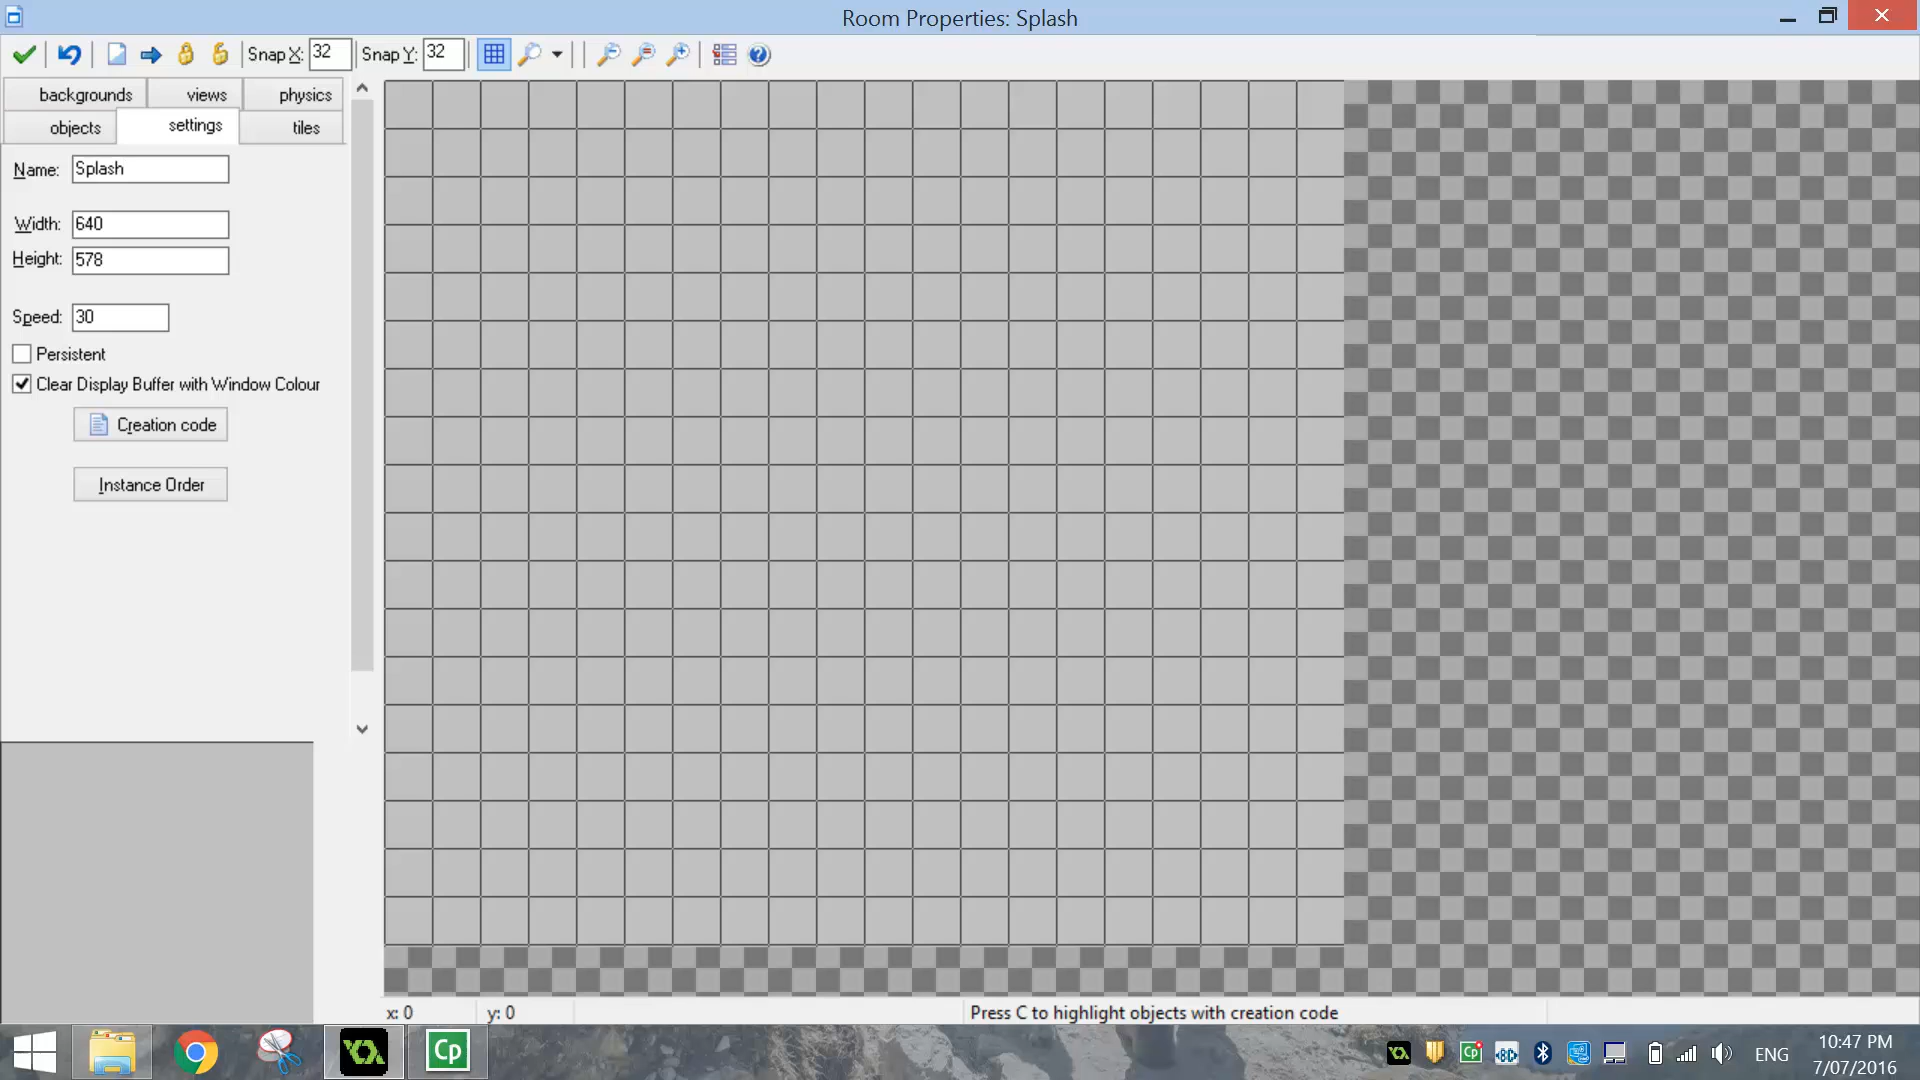 Room Properties: Splash
Snap X: 32 Snap Y: 32
backgrounds views physics
objects settings tiles
Name: Splash
Width: 640
Height: 578
Speed: 30
Persistent
Clear Display Buffer with Window Colour
Creation code
Instance Order
x: 0 y: 0 Press C to highlight objects with creation code
Cp
Cp
ENG
10:47 PM
7/07/2016